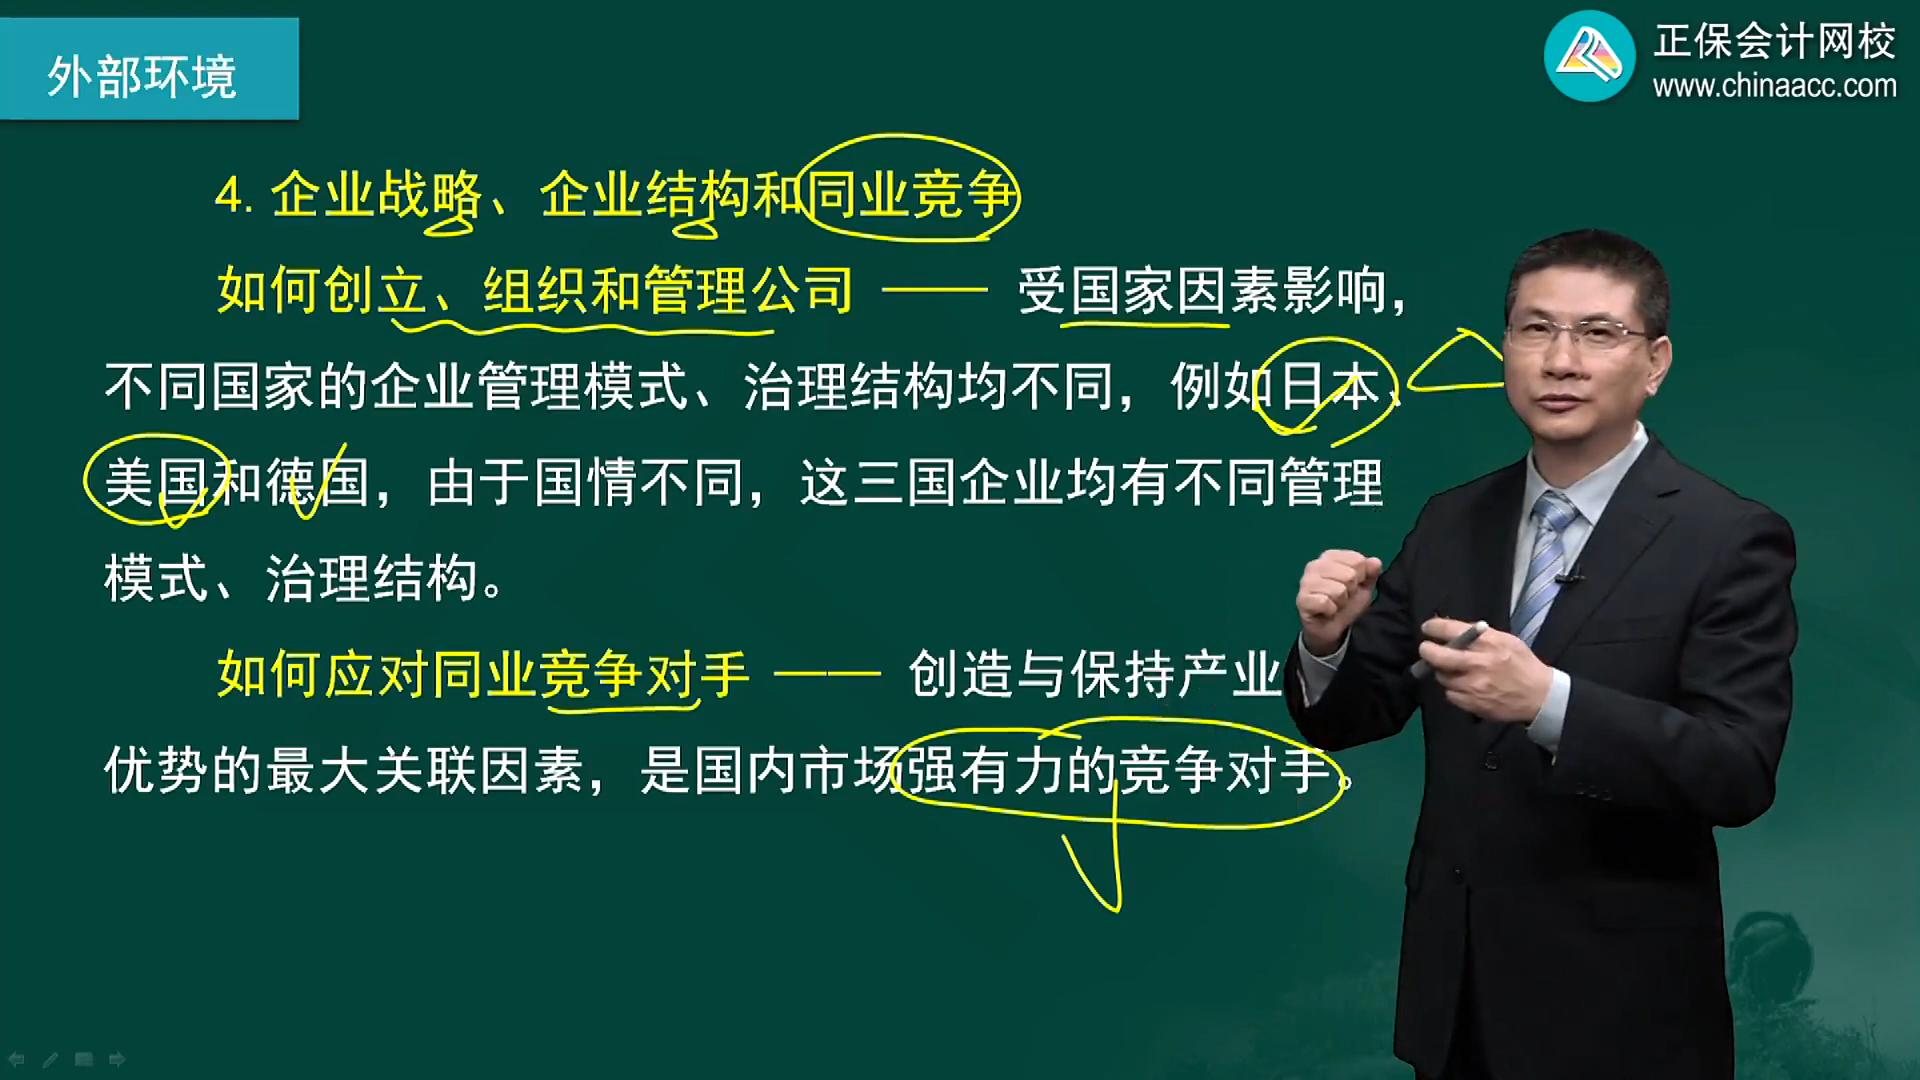 外部环境
正保会计网校
www.chinaacc.com
4. 企业战略、企业结构和同业竞争
如何创立、组织和管理公司 —— 受国家因素影响，
不同国家的企业管理模式、治理结构均不同，例如日本、
美国和德国，由于国情不同，这三国企业均有不同管理
模式、治理结构。
如何应对同业竞争对手 —— 创造与保持产业
优势的最大关联因素，是国内市场强有力的竞争对手。